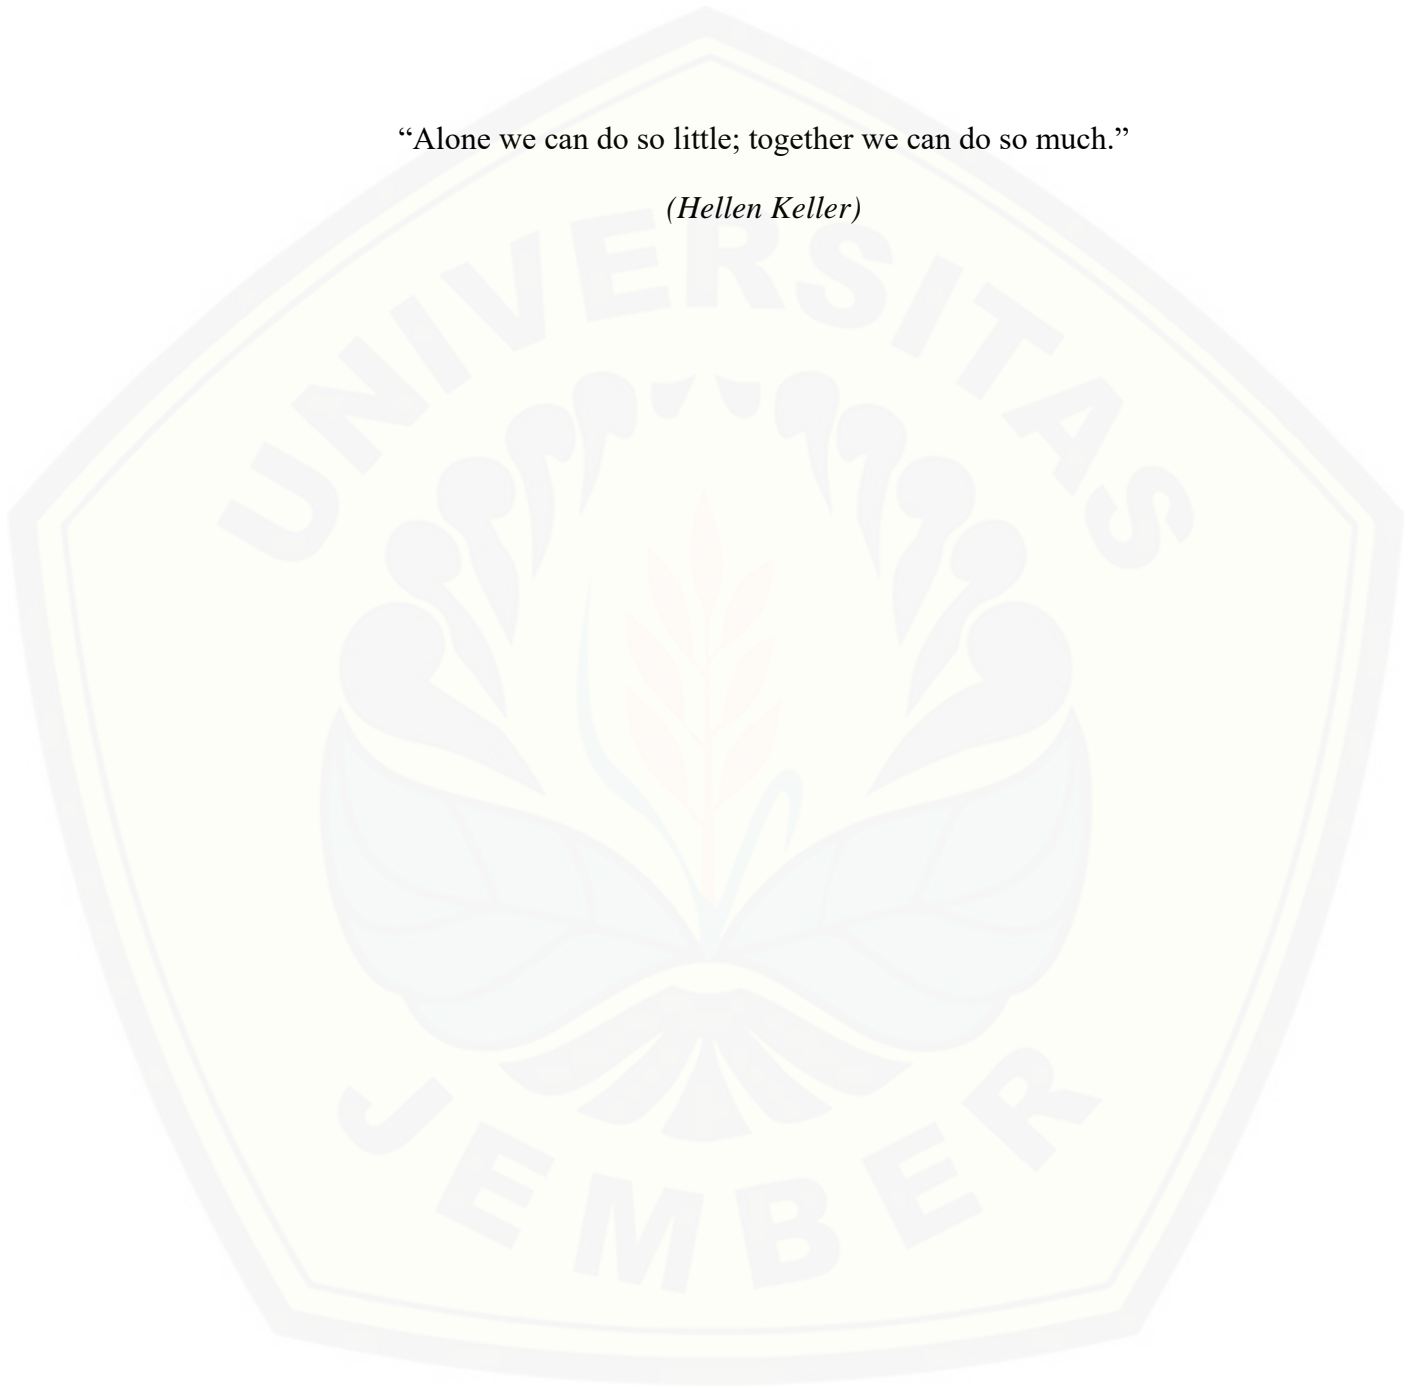 “Alone we can do so little; together we can do so much.”
(Hellen Keller)
UNIVERSITAS
JEMBER